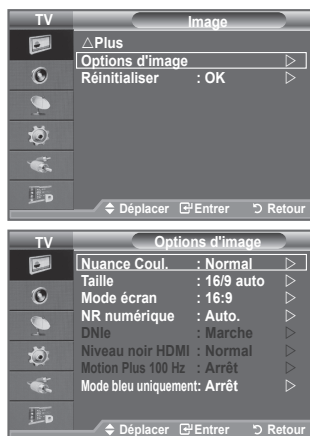 TV Image
△Plus
Options d'image
Réinitialiser : OK
Déplacer Entrer Retour
TV Options d'image
Nuance Coul. : Normal
Taille : 16/9 auto
Mode écran : 16:9
NR numérique : Auto.
DNIe : Marche
Niveau noir HDMI : Normal
Motion Plus 100 Hz : Arrêt
Mode bleu uniquement: Arrêt
Déplacer Entrer Retour